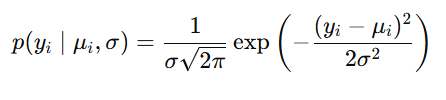 p(y_i | μ_i, σ) = \frac{1}{σ\sqrt{2π}} exp\left(-\frac{(y_i − μ_i)^2}{2σ^2}\right)